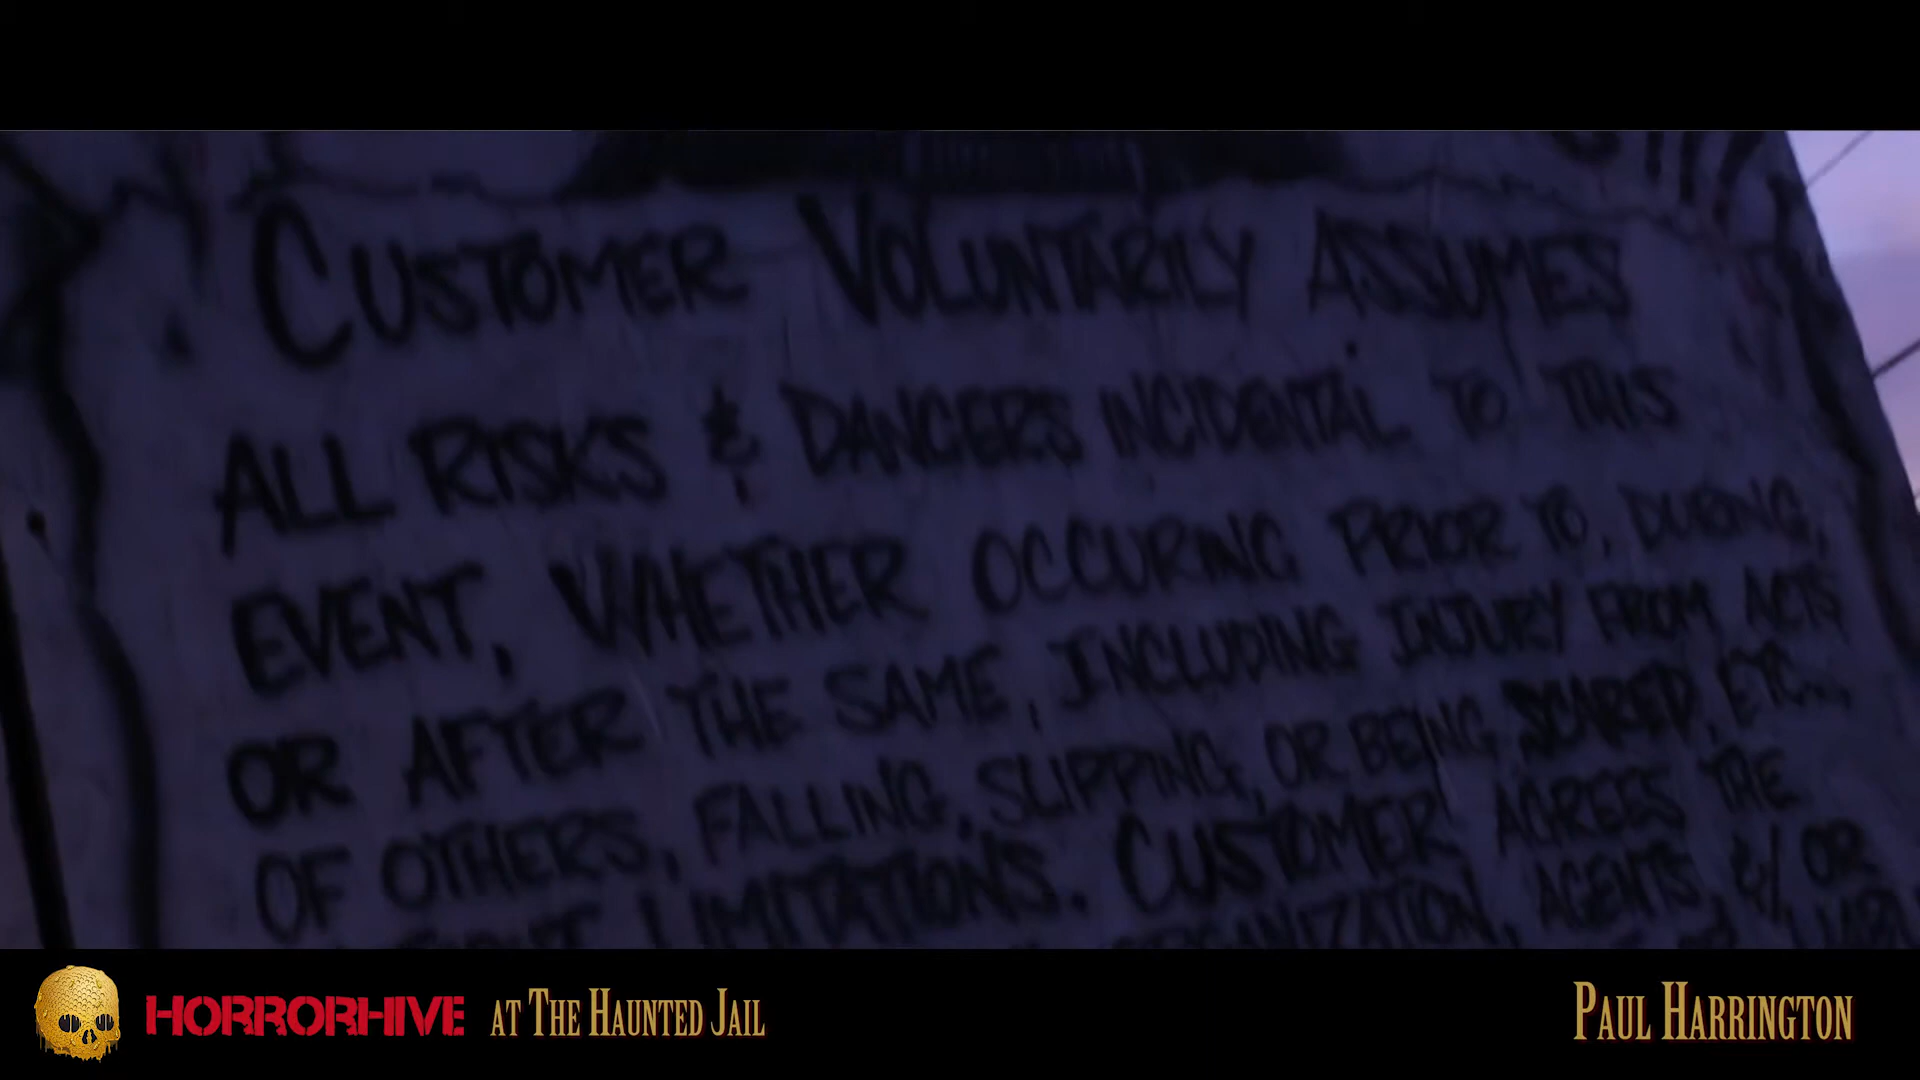 CUSTOMER VOLUNTARILY ASSUMES
ALL RISKS & DANGERS INCIDENTAL TO THIS
EVENT, WHETHER OCCURING PRIOR TO, DURING,
OR AFTER THE SAME, INCLUDING INJURY FROM ACTS
OF OTHERS, FALLING, SLIPPING, OR BEING SCARED, ETC..,
LIMITATIONS. CUSTOMER AGREES THE
ORGANIZATION, AGENTS, &/OR
HORRORHIVE AT THE HAUNTED JAIL
PAUL HARRINGTON